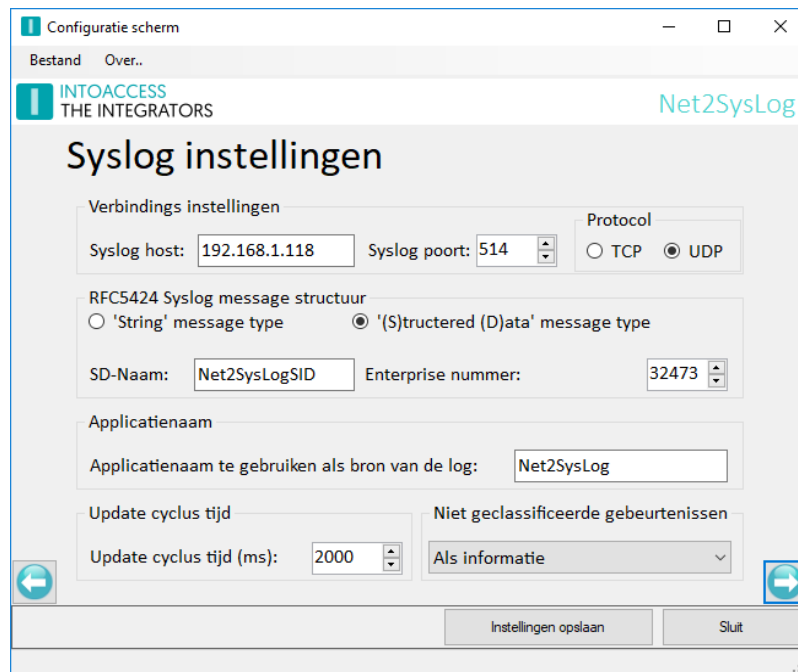 Configuratie scherm
Bestand Over..
INTOACCESS
THE INTEGRATORS
Net2SysLog
Syslog instellingen
Verbindings instellingen
Protocol
Syslog host: 192.168.1.118 Syslog poort: 514 TCP UDP
RFC5424 Syslog message structuur
'String' message type '(S)tructered (D)ata' message type
SD-Naam: Net2SysLogSID Enterprise nummer: 32473
Applicatienaam
Applicatienaam te gebruiken als bron van de log: Net2SysLog
Update cyclus tijd Niet geclassificeerde gebeurtenissen
Update cyclus tijd (ms): 2000 Als informatie
Instellingen opslaan Sluit